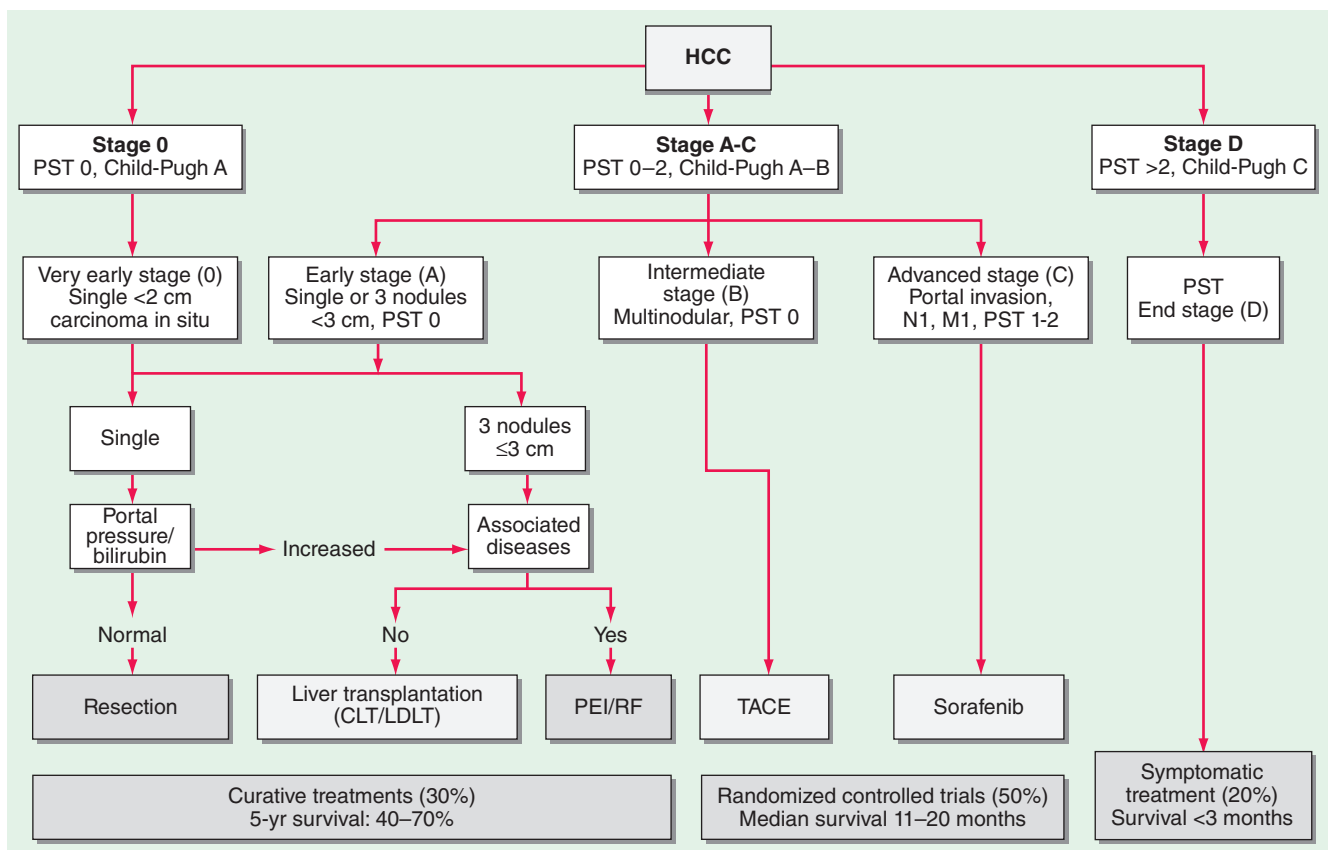 HCC
Stage 0
PST 0, Child-Pugh A
Stage A-C
PST 0–2, Child-Pugh A–B
Stage D
PST >2, Child-Pugh C
Very early stage (0)
Single <2 cm
carcinoma in situ
Early stage (A)
Single or 3 nodules
<3 cm, PST 0
Intermediate
stage (B)
Multinodular, PST 0
Advanced stage (C)
Portal invasion,
N1, M1, PST 1-2
PST
End stage (D)
Single
3 nodules
≤3 cm
Portal
pressure/
bilirubin
Increased
Associated
diseases
Normal
No
Yes
Resection
Liver transplantation
(CLT/LDLT)
PEI/RF
TACE
Sorafenib
Curative treatments (30%)
5-yr survival: 40–70%
Randomized controlled trials (50%)
Median survival 11–20 months
Symptomatic
treatment (20%)
Survival <3 months